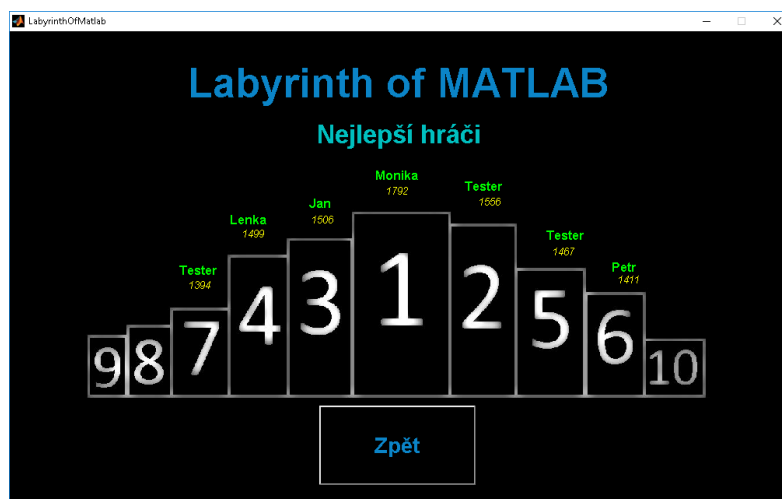 LabyrinthOfMatlab
Labyrinth of MATLAB
Nejlepší hráči
Monika
1792
Tester
1556
Jan
1506
Lenka
1499
Tester
1467
Petr
1411
Tester
1394
9 8 7 4 3 1 2 5 6 10
Zpět